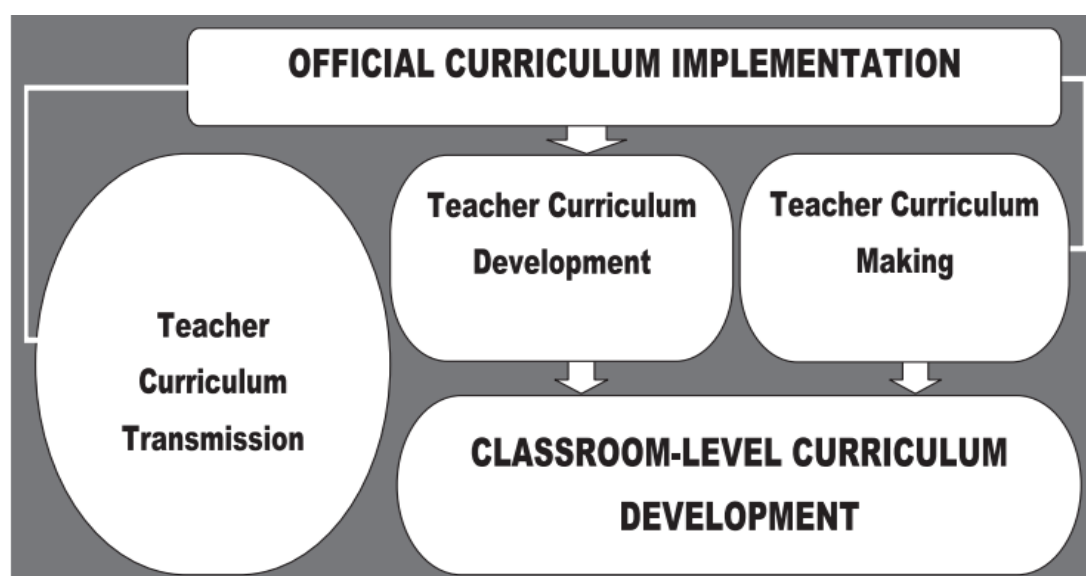 OFFICIAL CURRICULUM IMPLEMENTATION
Teacher
Curriculum
Transmission
Teacher Curriculum
Development
Teacher Curriculum
Making
CLASSROOM-LEVEL CURRICULUM
DEVELOPMENT